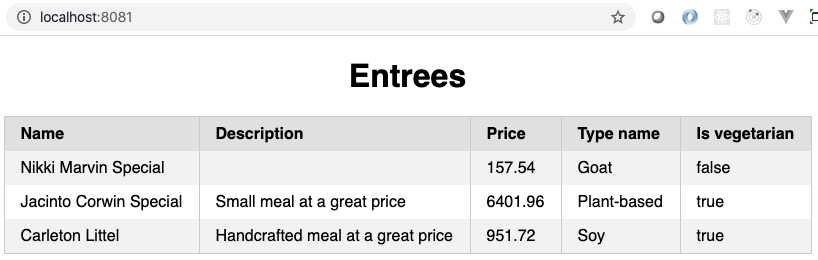 localhost:8081
Entrees
Name Description Price Type name Is vegetarian
Nikki Marvin Special 157.54 Goat false
Jacinto Corwin Special Small meal at a great price 6401.96 Plant-based true
Carleton Littel Handcrafted meal at a great price 951.72 Soy true